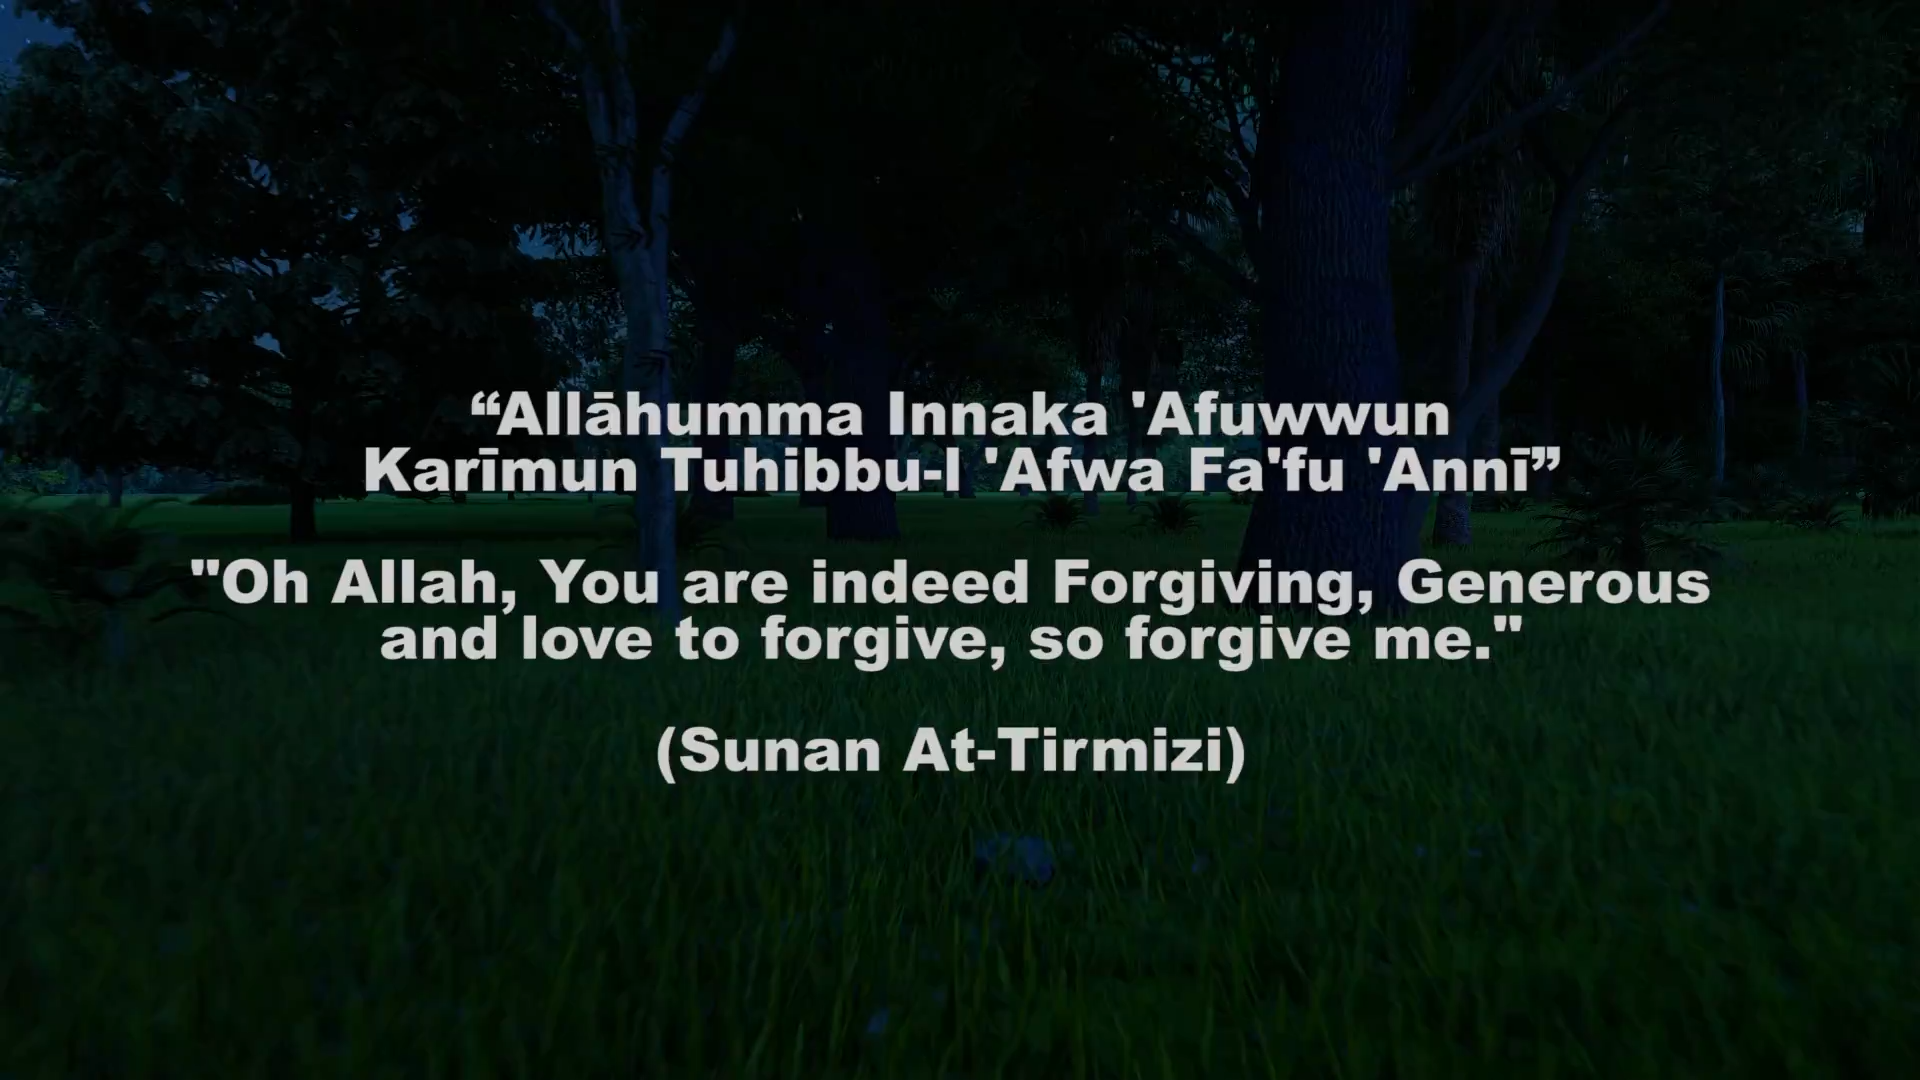 “Allāhumma Innaka 'Afuwwun
Karīmun Tuhibbu-l 'Afwa Fa'fu 'Annī”
"Oh Allah, You are indeed Forgiving, Generous
and love to forgive, so forgive me."
(Sunan At-Tirmizi)